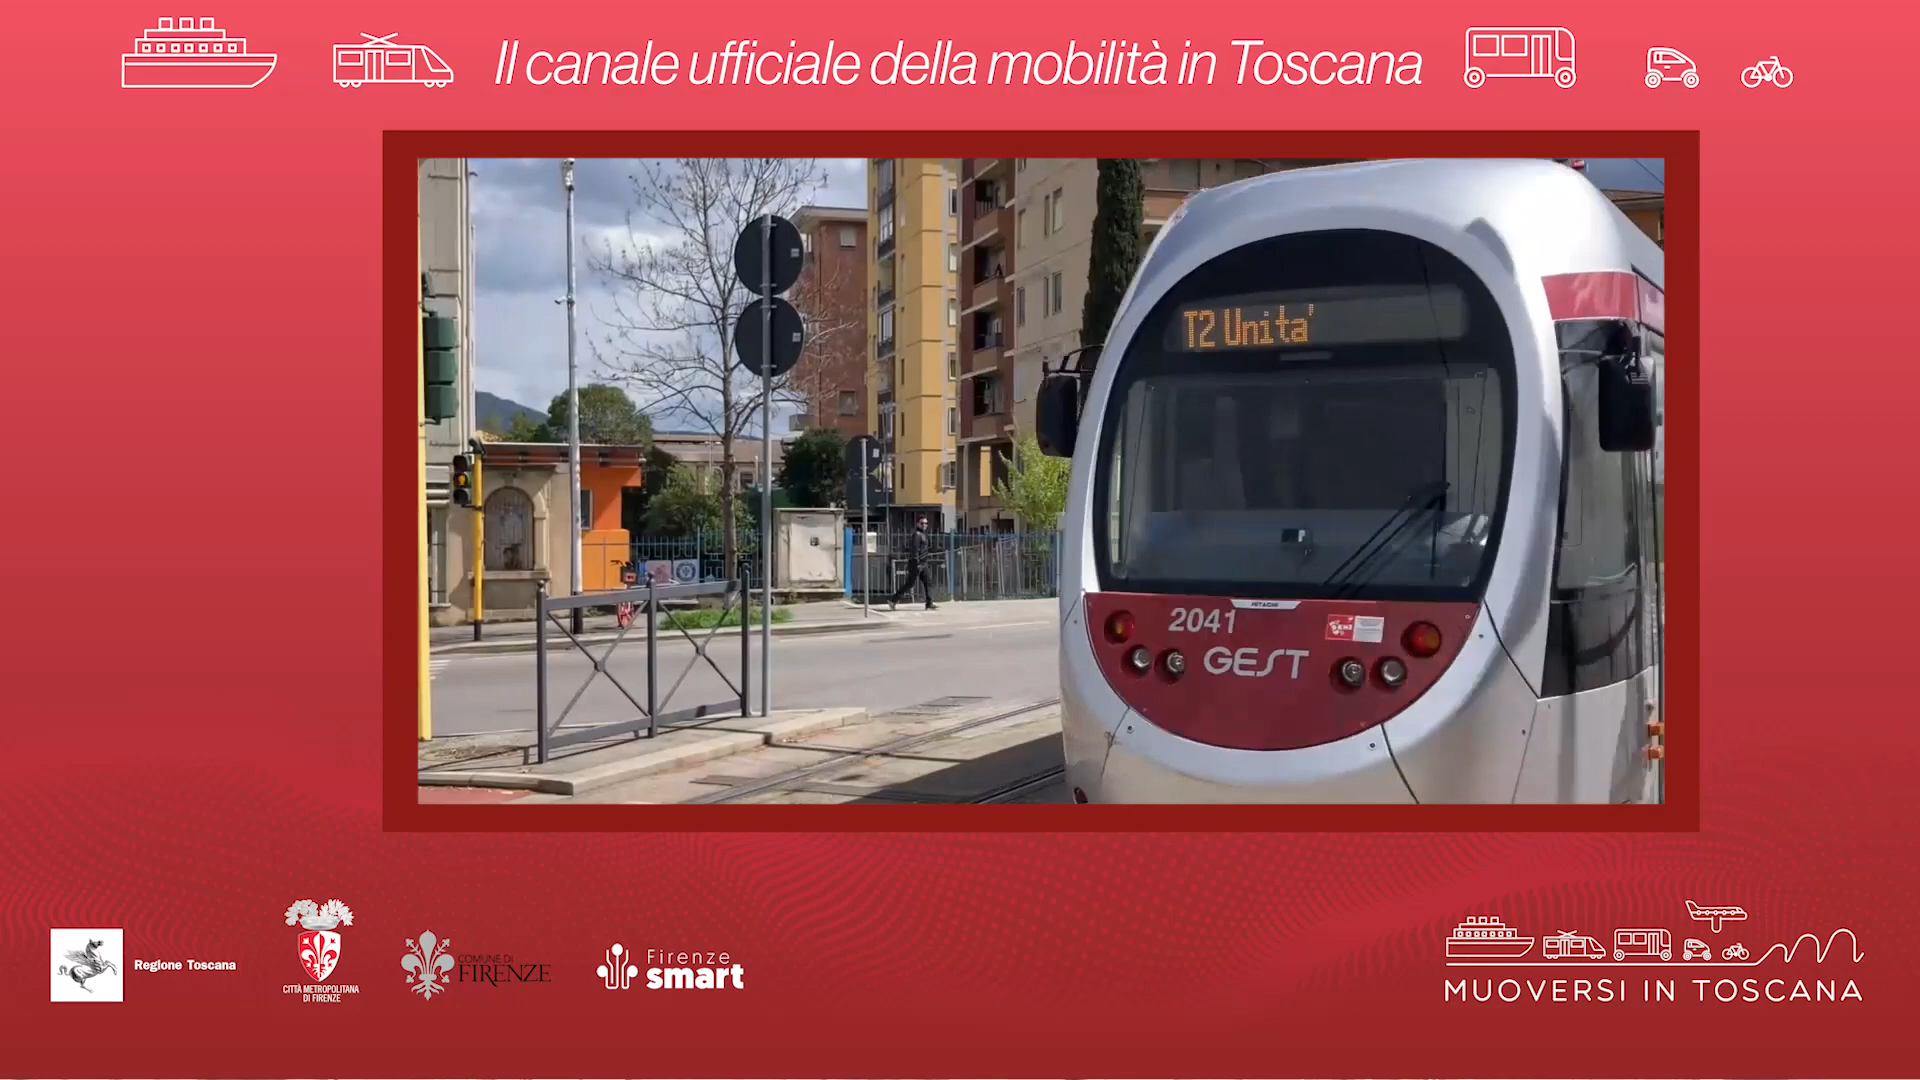 Il canale ufficiale della mobilità in Toscana
T2 Unita'
HITACHI
2041
GEST
Regione Toscana
CITTÀ METROPOLITANA
DI FIRENZE
COMUNE DI
FIRENZE
Firenze
smart
MUOVERSI IN TOSCANA